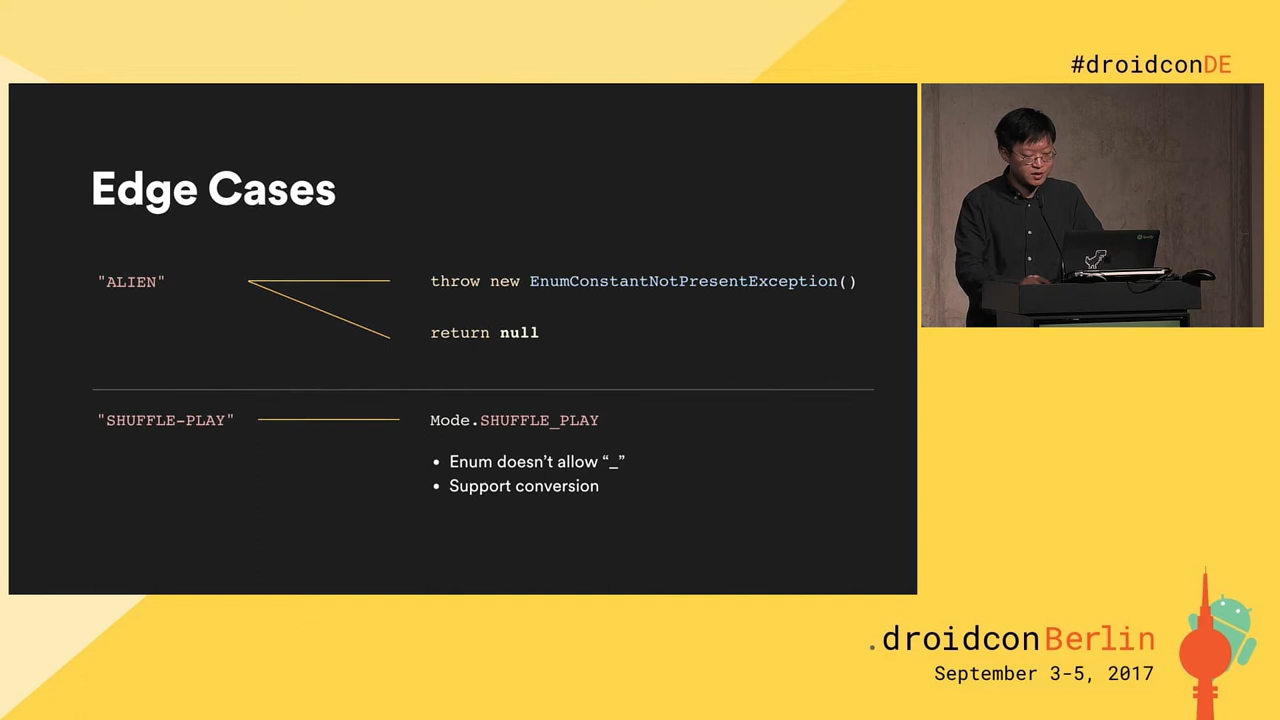 #droidconDE
Edge Cases
"ALIEN"
throw new EnumConstantNotPresentException()
return null
"SHUFFLE-PLAY"
Mode.SHUFFLE_PLAY
• Enum doesn’t allow “_”
• Support conversion
.droidconBerlin
September 3-5, 2017